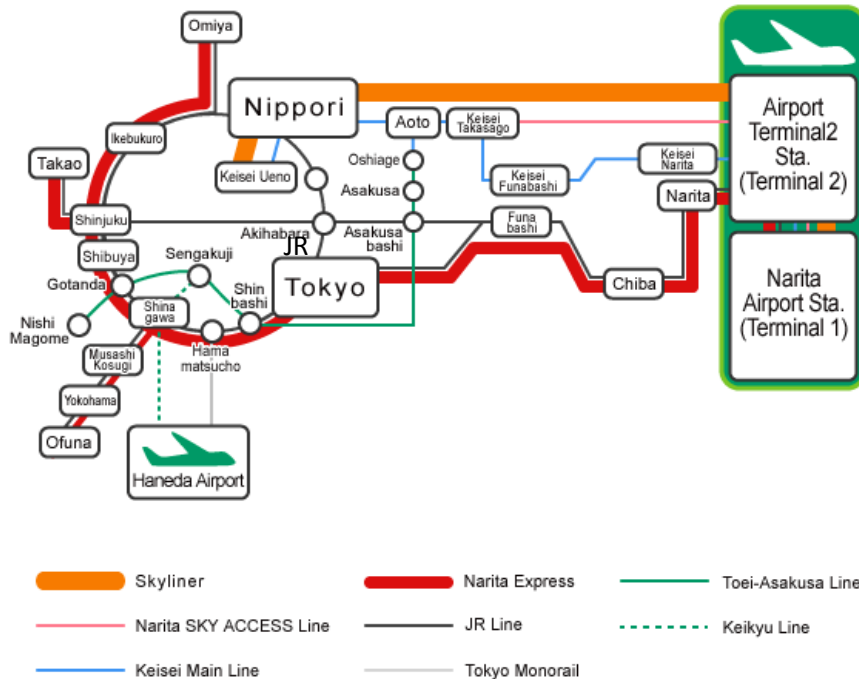 Omiya
Nippori
Ikebukuro
Aoto
Keisei
Takasago
Airport
Terminal2
Sta.
(Terminal 2)
Takao
Oshiage
Keisei Ueno
Asakusa
Keisei
Funabashi
Keisei
Narita
Narita
Shinjuku
Akihabara
Asakusa
bashi
Funa
bashi
Shibuya
Sengakuji
JR
Tokyo
Gotanda
Shin
bashi
Chiba
Narita
Airport Sta.
(Terminal 1)
Nishi
Magome
Shina
gawa
Hama
matsucho
Musashi
Kosugi
Yokohama
Ofuna
Haneda Airport
Skyliner
Narita Express
Toei-Asakusa Line
Narita SKY ACCESS Line
JR Line
Keikyu Line
Keisei Main Line
Tokyo Monorail